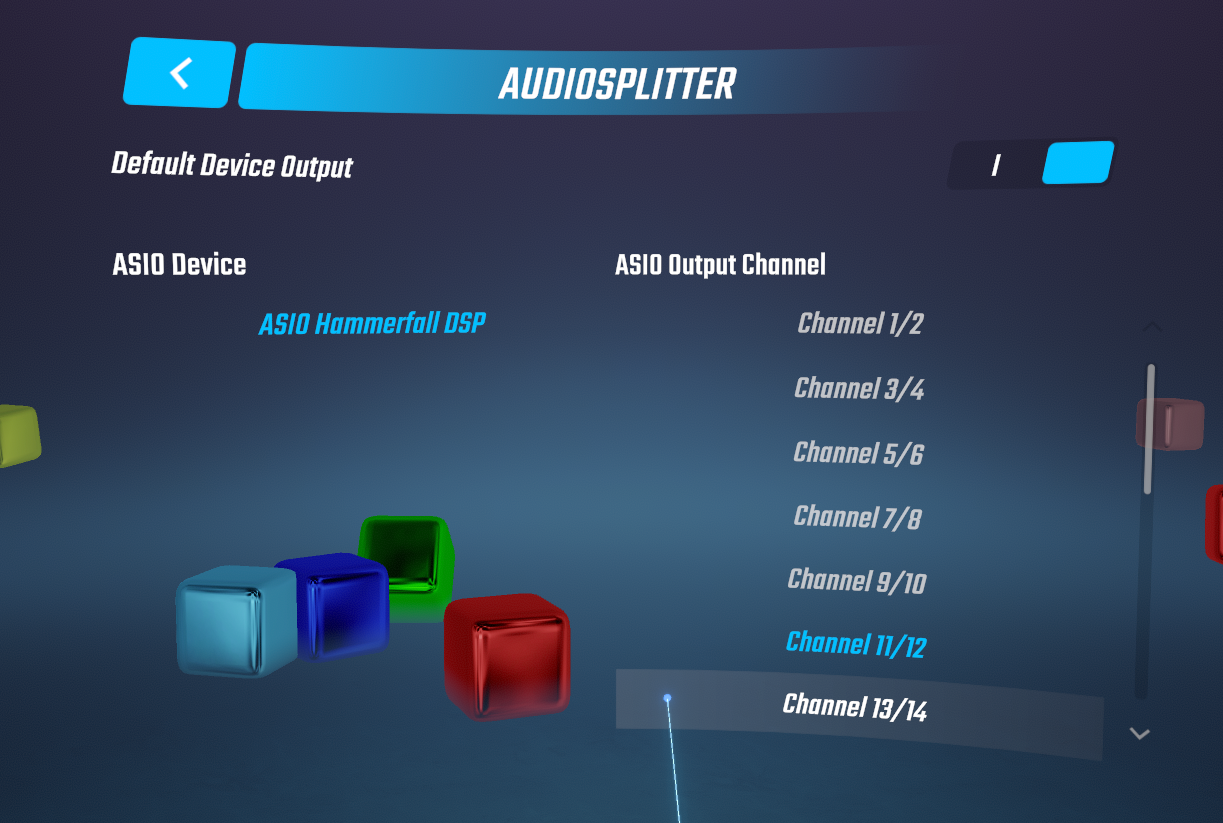 AUDIOSPLITTER
Default Device Output
I
ASIO Device
ASIO Output Channel
ASIO Hammerfall DSP
Channel 1/2
Channel 3/4
Channel 5/6
Channel 7/8
Channel 9/10
Channel 11/12
Channel 13/14